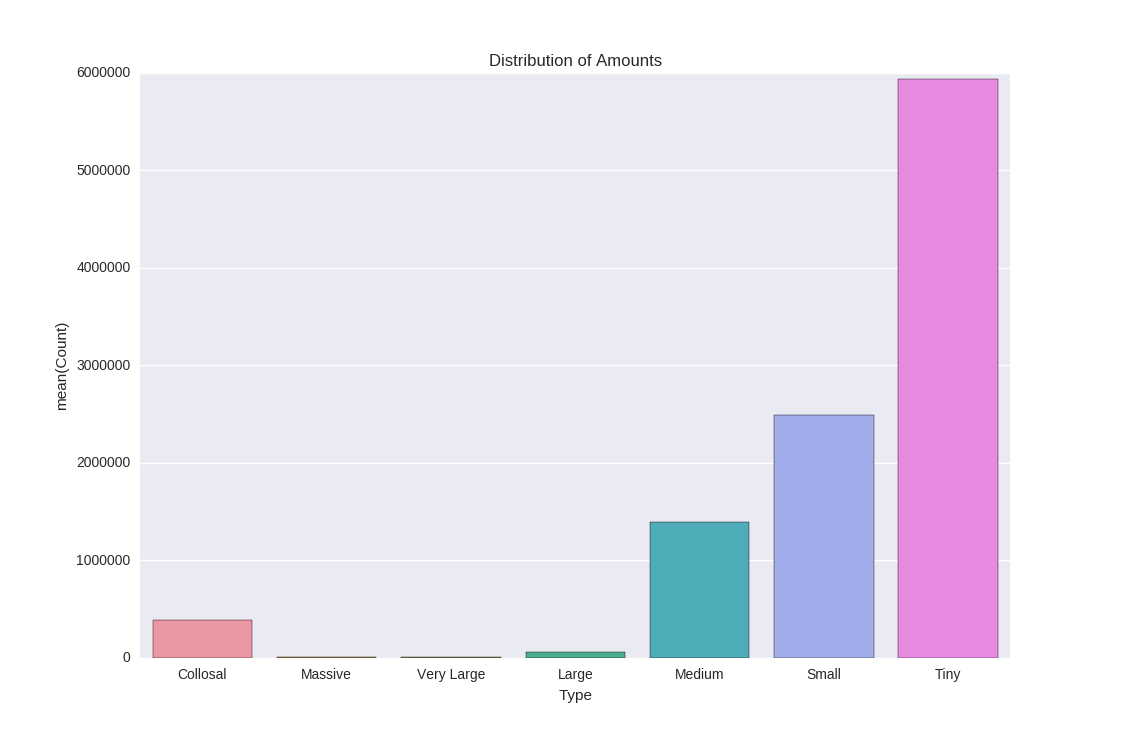 Distribution of Amounts
6000000
5000000
4000000
3000000
2000000
1000000
0
mean(Count)
Collosal Massive Very Large Large Medium Small Tiny
Type